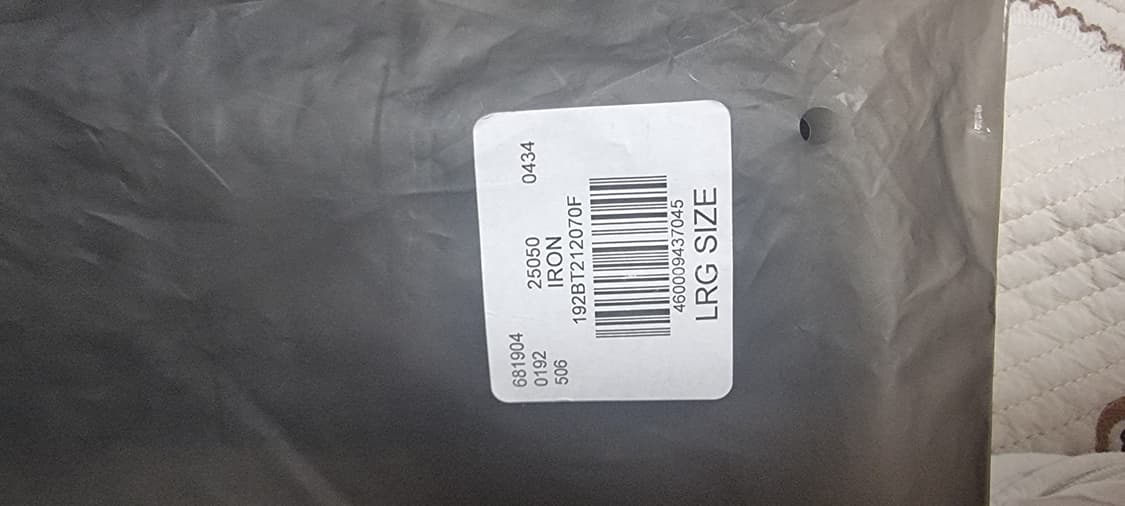 681904
0192 25050 0434
506 IRON
192BT212070F
460009437045
LRG SIZE